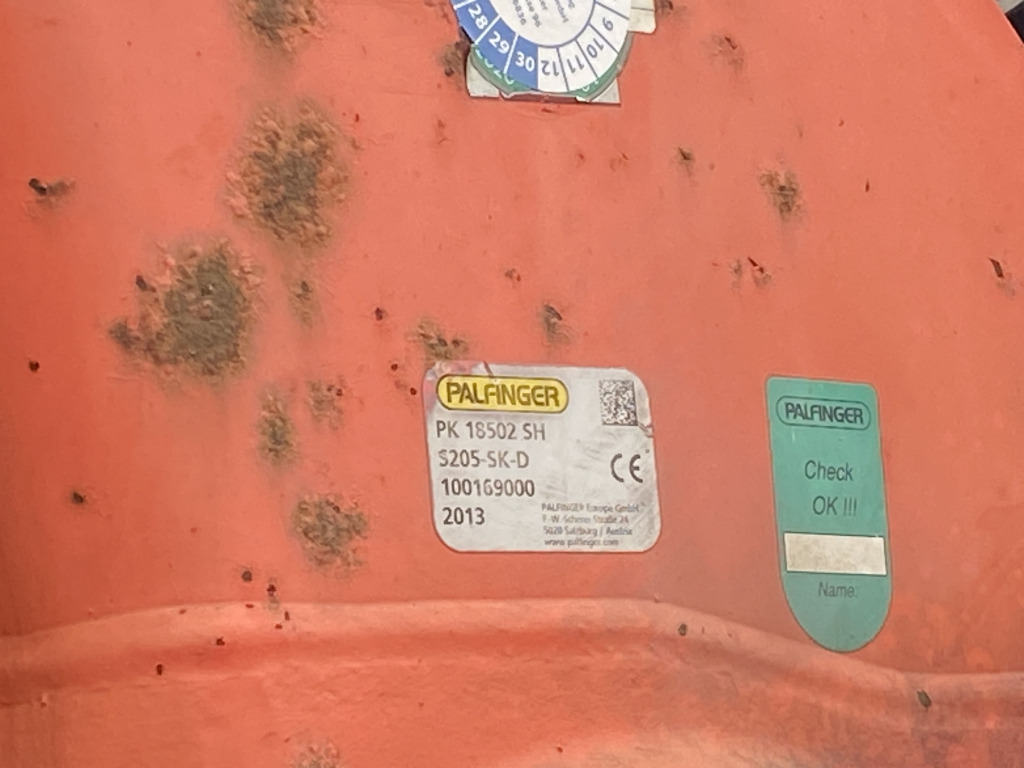 28 29 30 12 11 10 9
PALFINGER
PK 18502 SH
S205-SK-D
100169000
2013
CE
PALFINGER Europe GmbH
F.-W.-Scherer-Straße 24
5020 Salzburg / Austria
www.palfinger.com
PALFINGER
Check
OK !!!
Name: